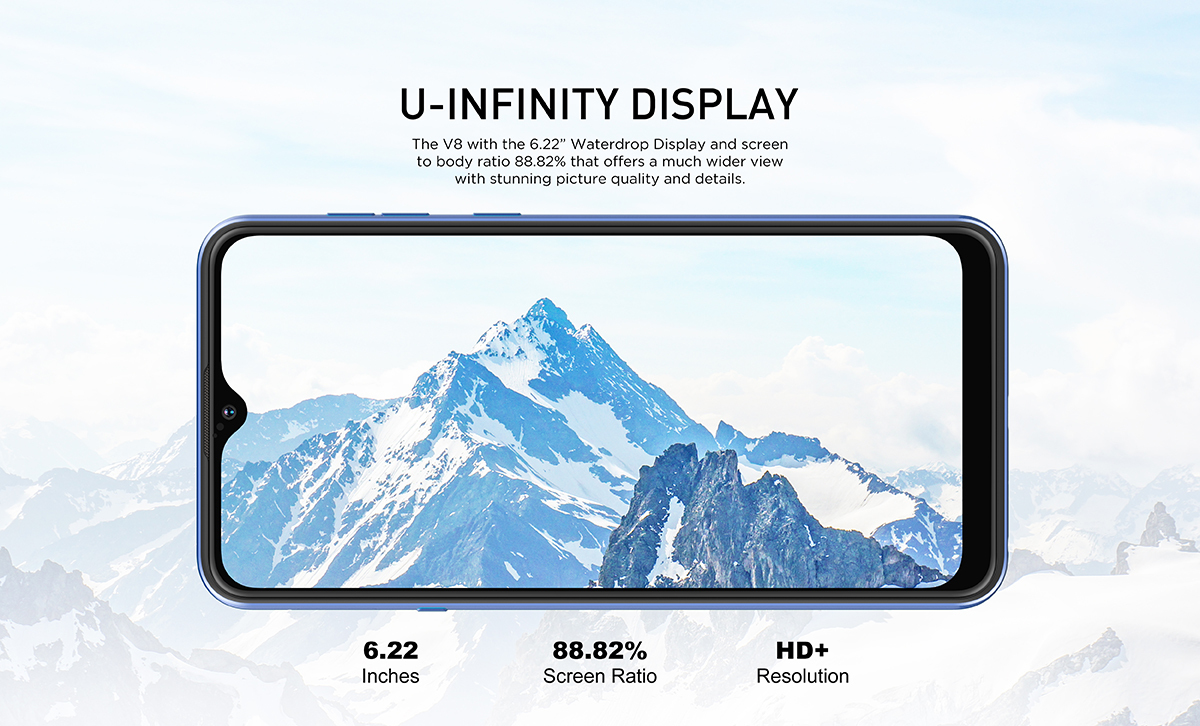 U-INFINITY DISPLAY
The V8 with the 6.22” Waterdrop Display and screen
to body ratio 88.82% that offers a much wider view
with stunning picture quality and details.
6.22
Inches
88.82%
Screen Ratio
HD+
Resolution